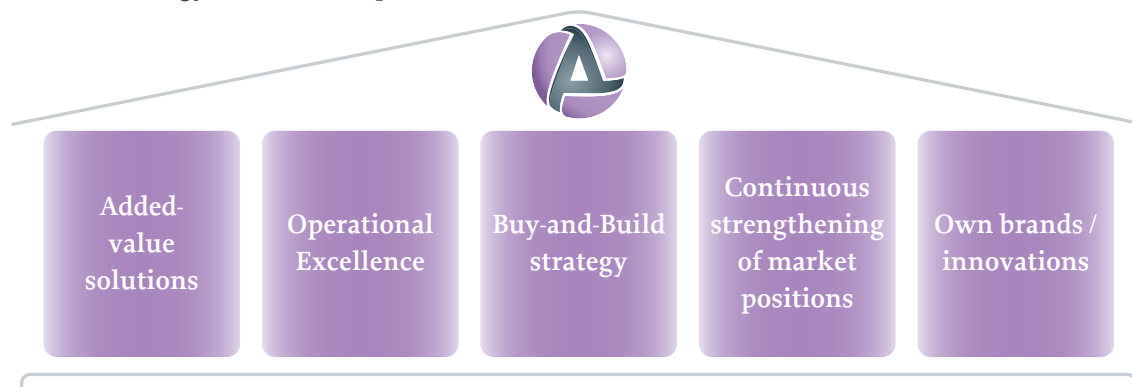 Added-
value
solutions
Operational
Excellence
Buy-and-Build
strategy
Continuous
strengthening
of market
positions
Own brands /
innovations